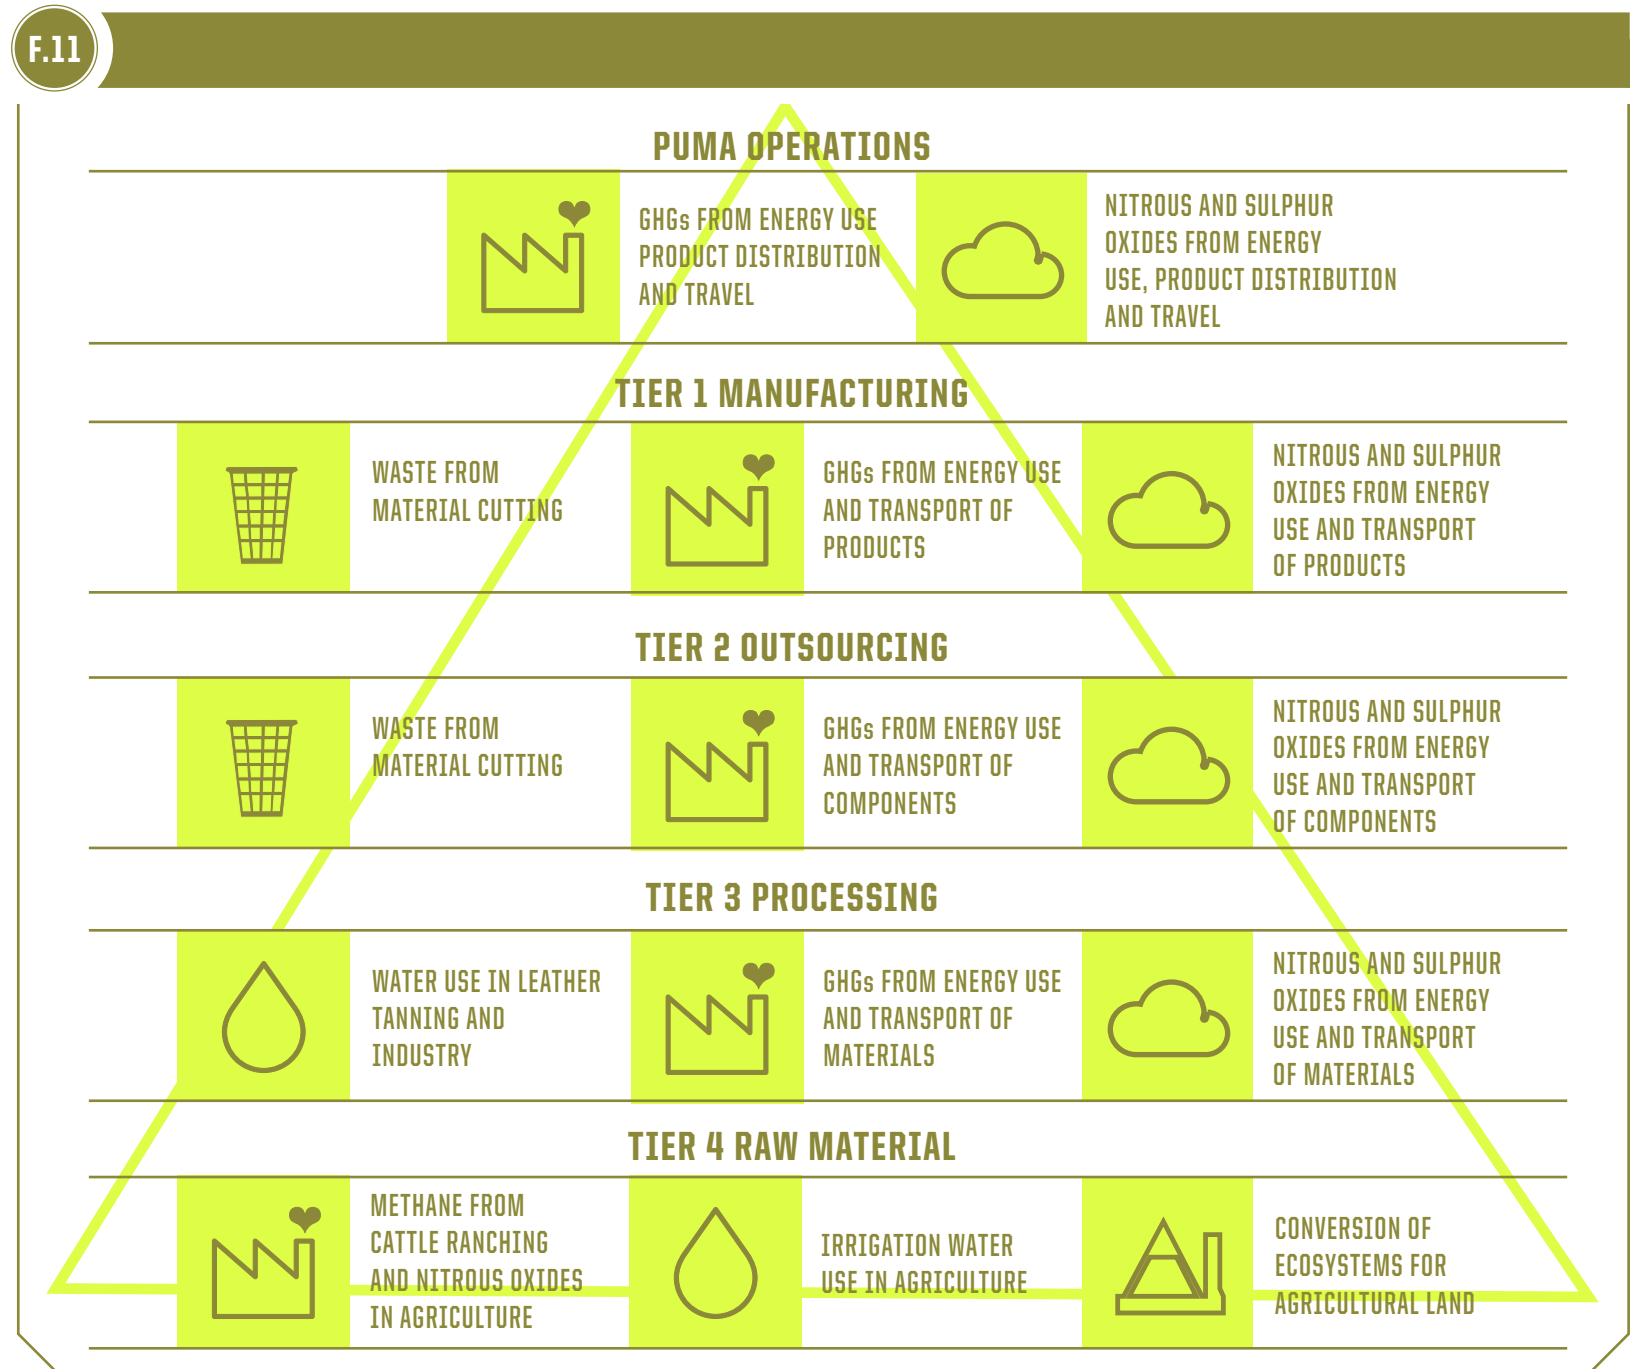 F.11
PUMA OPERATIONS
GHGs FROM ENERGY USE
PRODUCT DISTRIBUTION
AND TRAVEL
NITROUS AND SULPHUR
OXIDES FROM ENERGY
USE, PRODUCT DISTRIBUTION
AND TRAVEL
TIER 1 MANUFACTURING
WASTE FROM
MATERIAL CUTTING
GHGs FROM ENERGY USE
AND TRANSPORT OF
PRODUCTS
NITROUS AND SULPHUR
OXIDES FROM ENERGY
USE AND TRANSPORT
OF PRODUCTS
TIER 2 OUTSOURCING
WASTE FROM
MATERIAL CUTTING
GHGs FROM ENERGY USE
AND TRANSPORT OF
COMPONENTS
NITROUS AND SULPHUR
OXIDES FROM ENERGY
USE AND TRANSPORT
OF COMPONENTS
TIER 3 PROCESSING
WATER USE IN LEATHER
TANNING AND
INDUSTRY
GHGs FROM ENERGY USE
AND TRANSPORT OF
MATERIALS
NITROUS AND SULPHUR
OXIDES FROM ENERGY
USE AND TRANSPORT
OF MATERIALS
TIER 4 RAW MATERIAL
METHANE FROM
CATTLE RANCHING
AND NITROUS OXIDES
IN AGRICULTURE
IRRIGATION WATER
USE IN AGRICULTURE
CONVERSION OF
ECOSYSTEMS FOR
AGRICULTURAL LAND